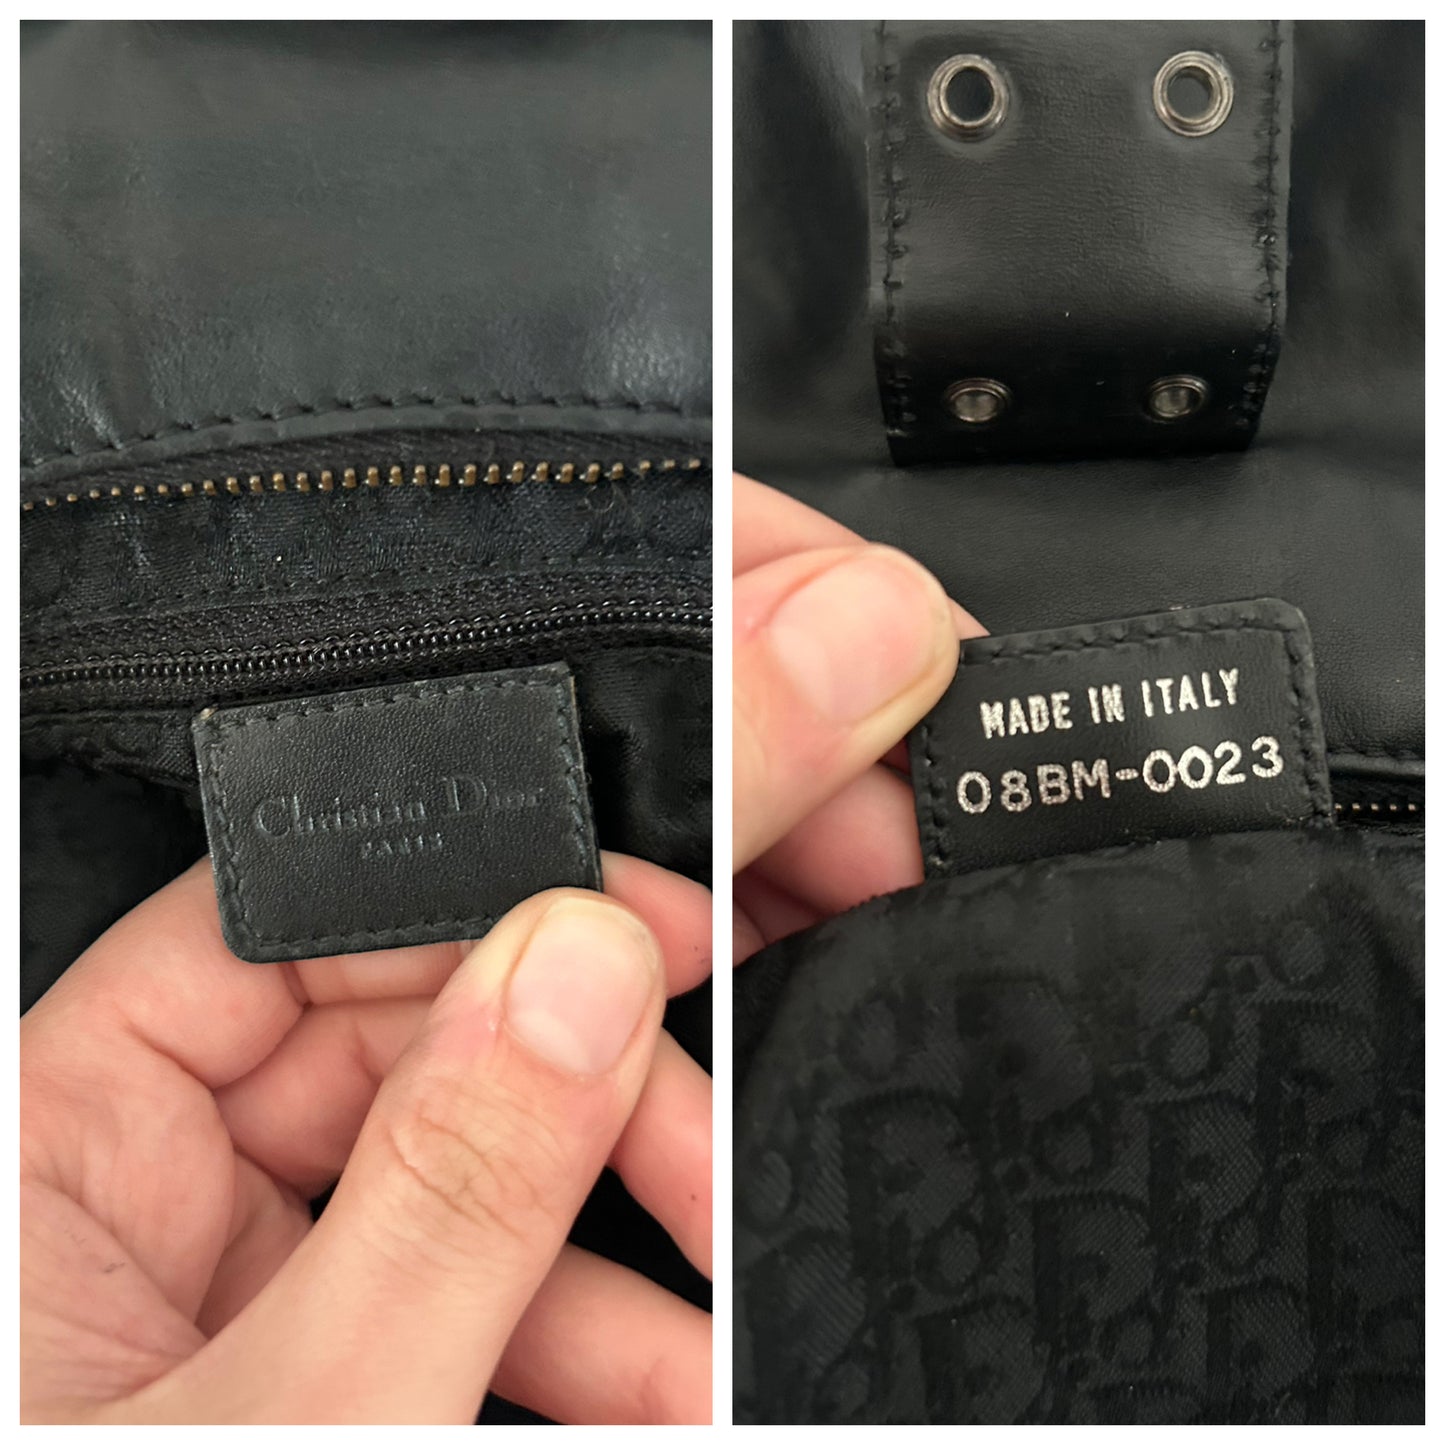 Christian Dior
PARIS
MADE IN ITALY
08BM-0023